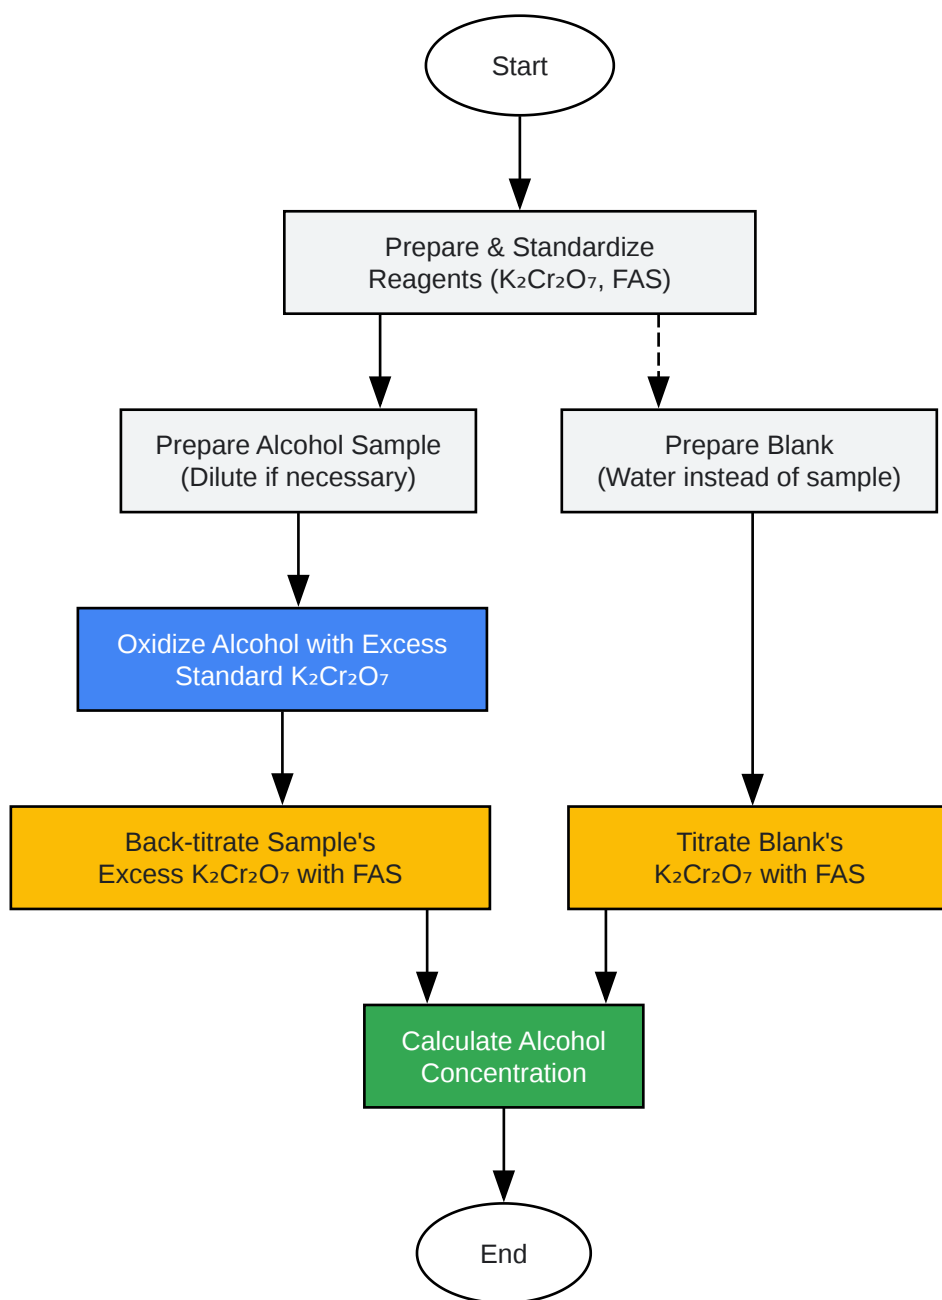 Start
Prepare & Standardize
Reagents (K₂Cr₂O₇, FAS)
Prepare Alcohol Sample
(Dilute if necessary)
Prepare Blank
(Water instead of sample)
Oxidize Alcohol with Excess
Standard K₂Cr₂O₇
Back-titrate Sample's
Excess K₂Cr₂O₇ with FAS
Titrate Blank's
K₂Cr₂O₇ with FAS
Calculate Alcohol
Concentration
End